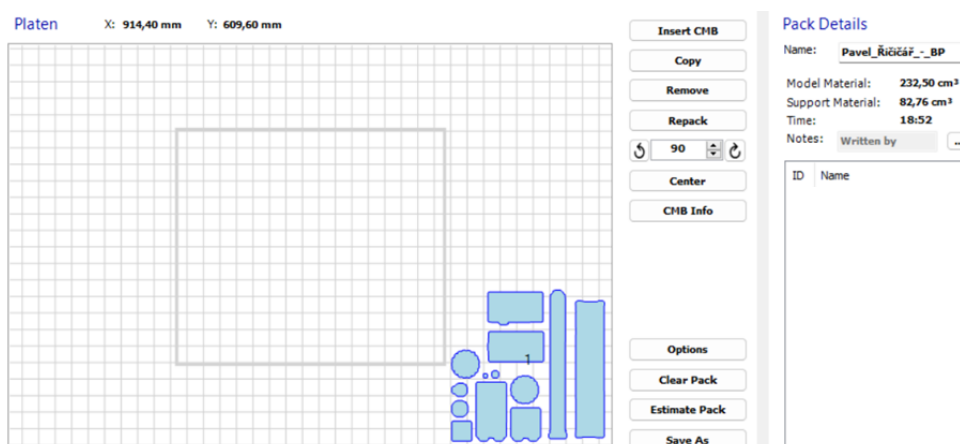 Platen X: 914,40 mm Y: 609,60 mm
Insert CMB
Copy
Remove
Repack
90
Center
CMB Info
Options
Clear Pack
Estimate Pack
Save As
1
Pack Details
Name: Pavel_Řičičář_-_BP
Model Material: 232,50 cm³
Support Material: 82,76 cm³
Time: 18:52
Notes: Written by ...
ID Name